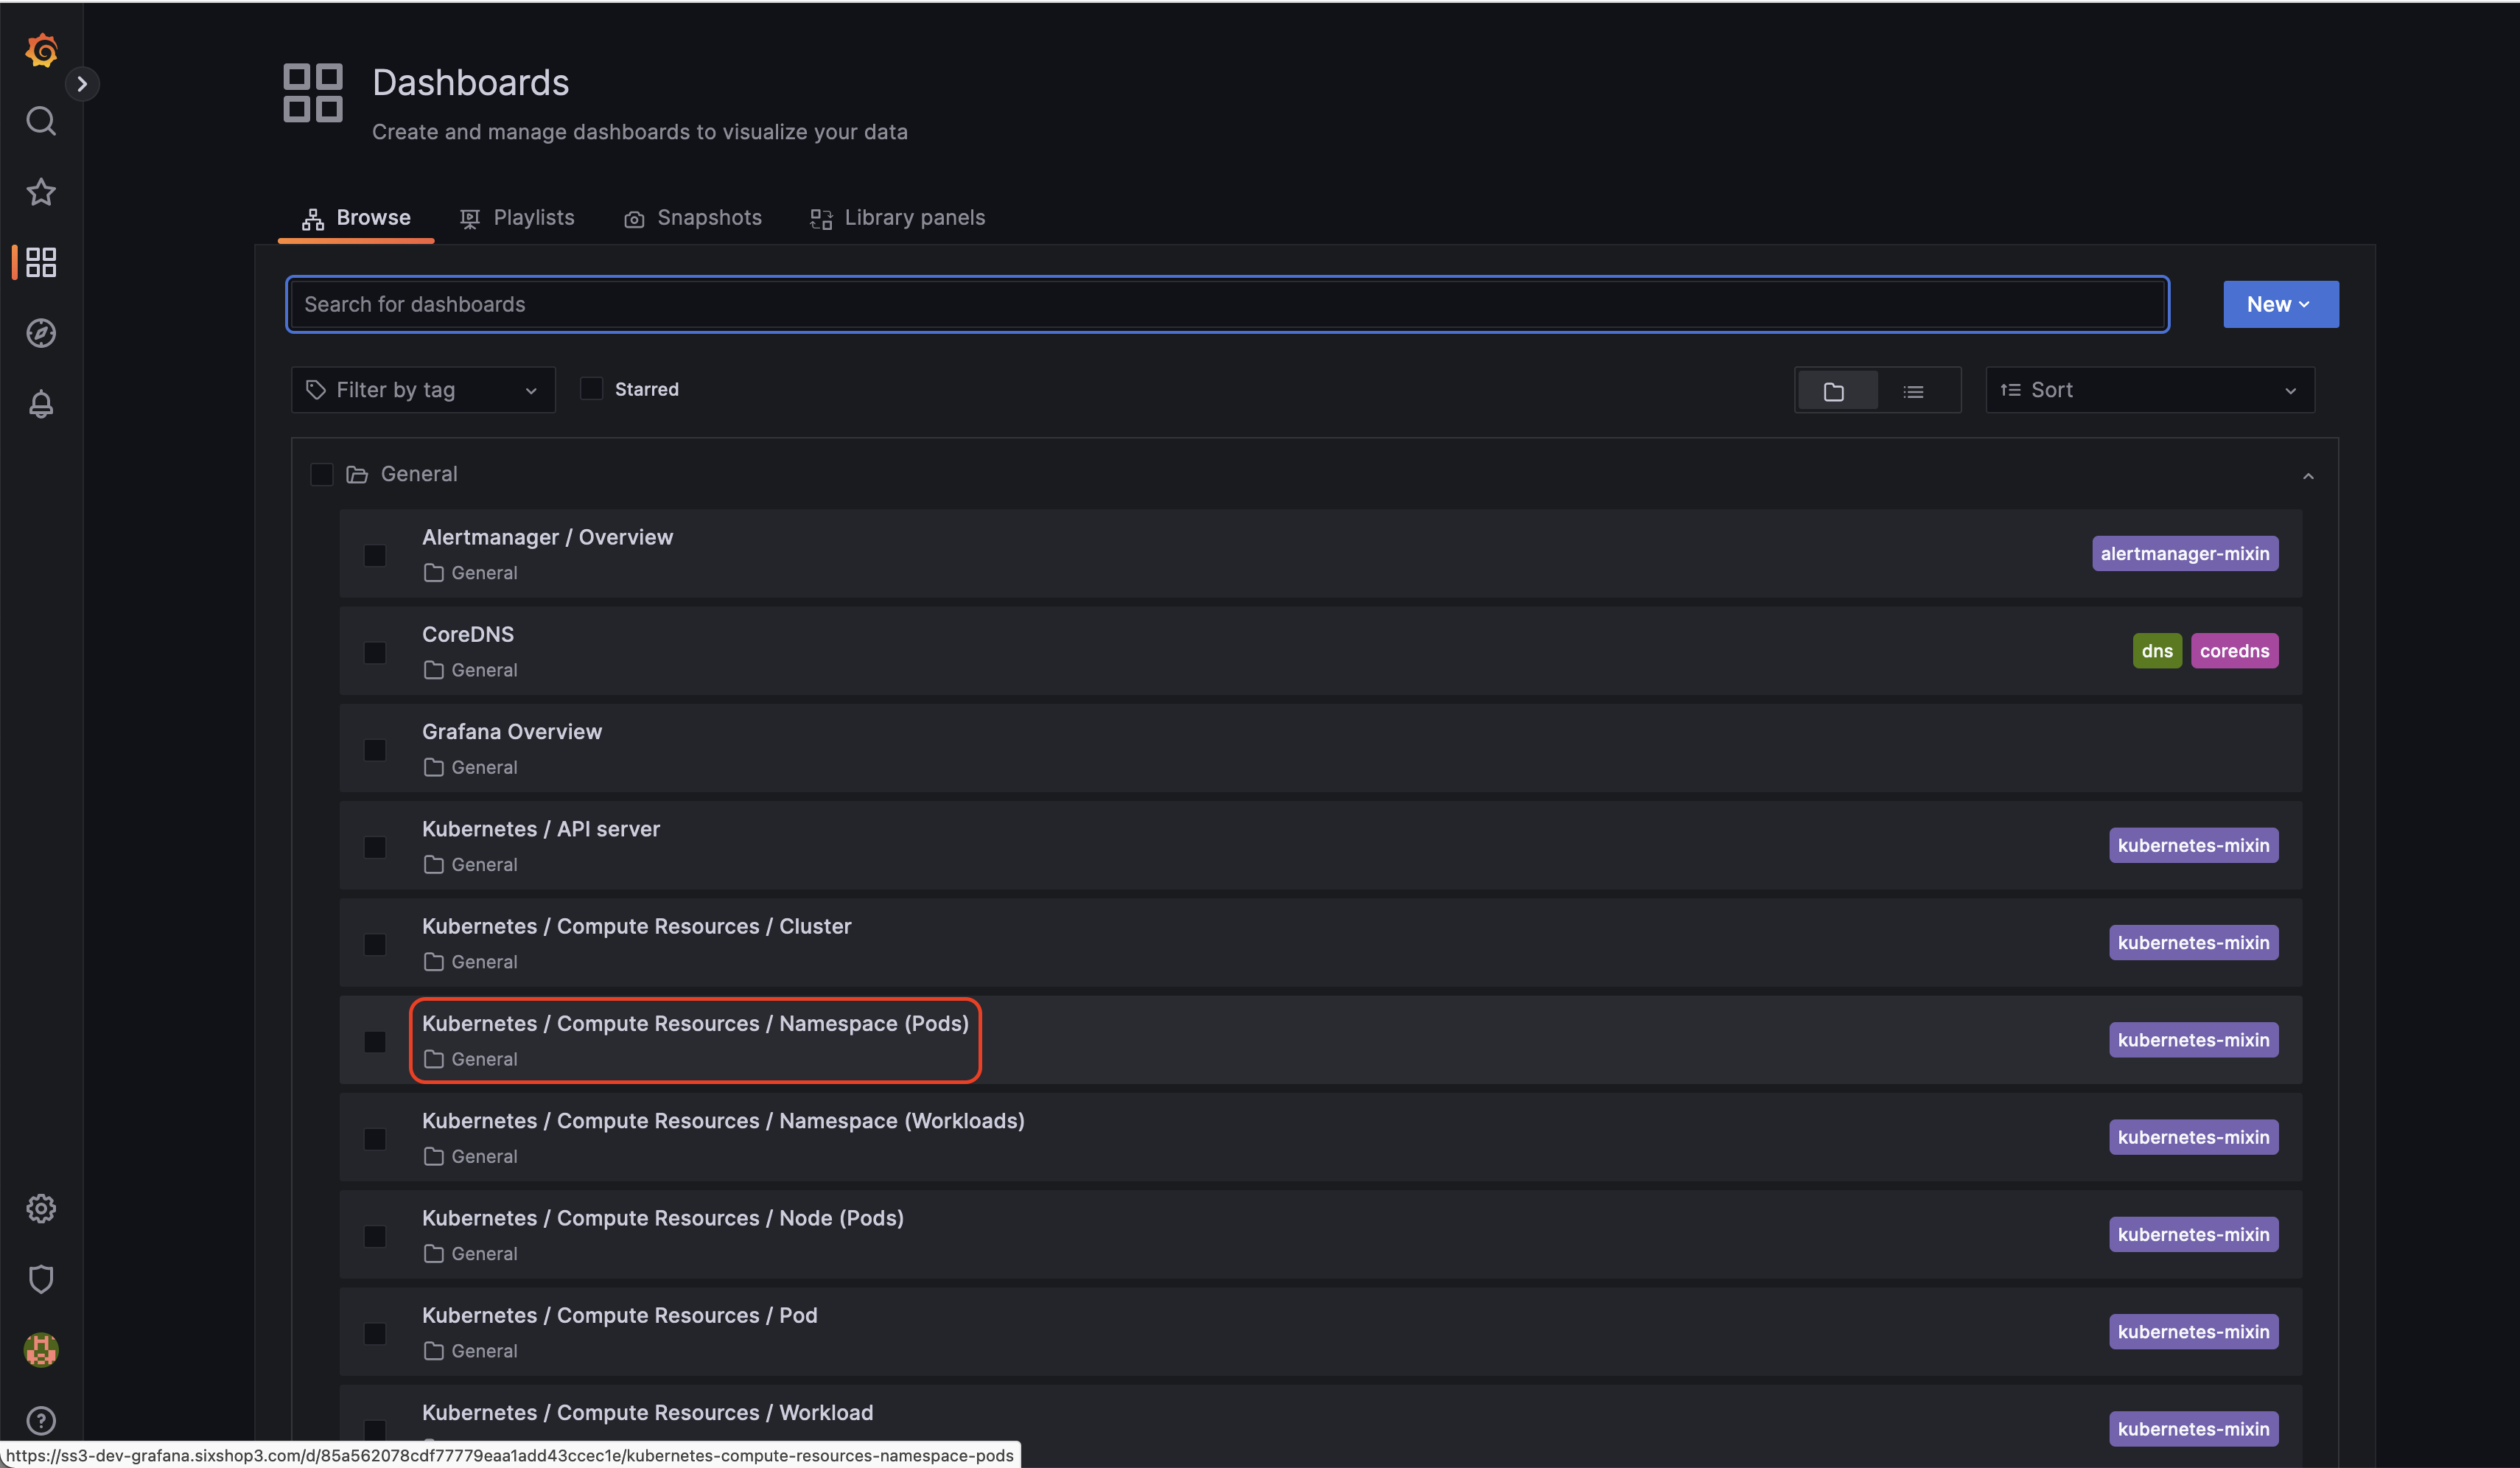 Dashboards
Create and manage dashboards to visualize your data
Browse Playlists Snapshots Library panels
Search for dashboards
New
Filter by tag Starred Sort
General
Alertmanager / Overview
General
alertmanager-mixin
CoreDNS
General
dns coredns
Grafana Overview
General
Kubernetes / API server
General
kubernetes-mixin
Kubernetes / Compute Resources / Cluster
General
kubernetes-mixin
Kubernetes / Compute Resources / Namespace (Pods)
General
kubernetes-mixin
Kubernetes / Compute Resources / Namespace (Workloads)
General
kubernetes-mixin
Kubernetes / Compute Resources / Node (Pods)
General
kubernetes-mixin
Kubernetes / Compute Resources / Pod
General
kubernetes-mixin
Kubernetes / Compute Resources / Workload
kubernetes-mixin
https://ss3-dev-grafana.sixshop3.com/d/85a562078cdf77779eaa1add43ccec1e/kubernetes-compute-resources-namespace-pods